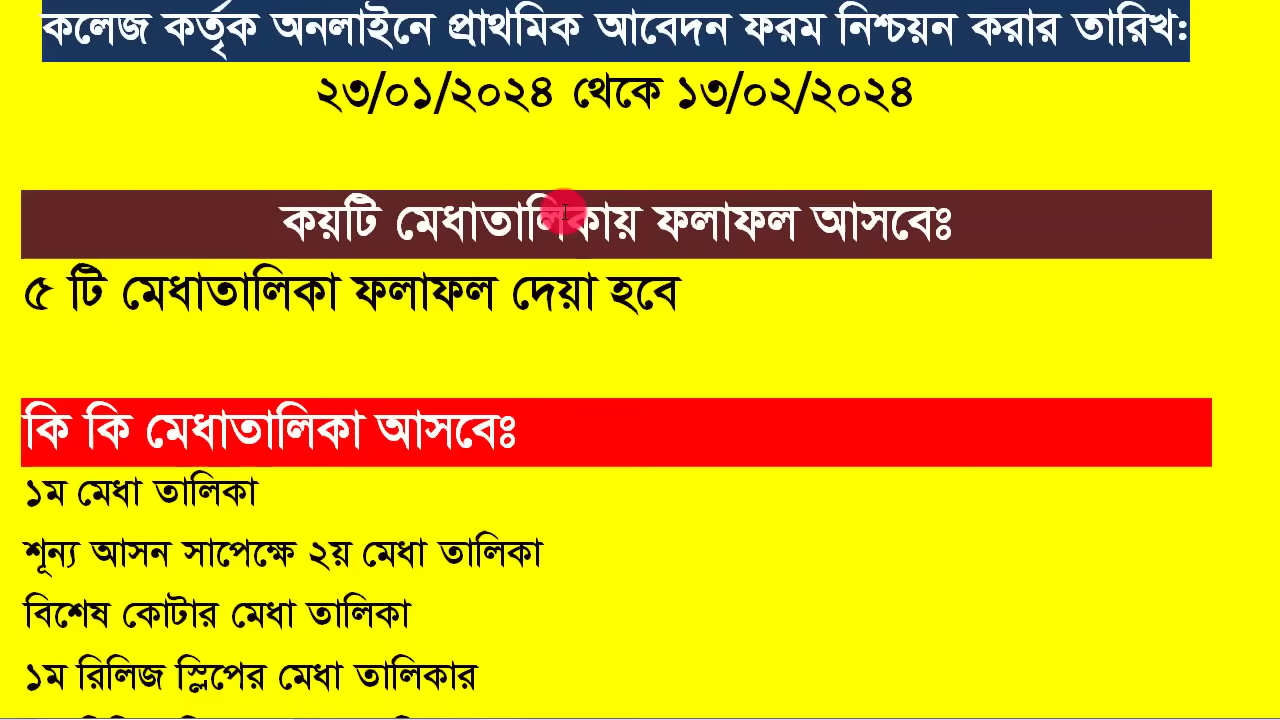 কলেজ কর্তৃক অনলাইনে প্রাথমিক আবেদন ফরম নিশ্চয়ন করার তারিখ:
২৩/০১/২০২৪ থেকে ১৩/০২/২০২৪
কয়টি মেধাতালিকায় ফলাফল আসবেঃ
৫ টি মেধাতালিকা ফলাফল দেয়া হবে
কি কি মেধাতালিকা আসবেঃ
১ম মেধা তালিকা
শূন্য আসন সাপেক্ষে ২য় মেধা তালিকা
বিশেষ কোটার মেধা তালিকা
১ম রিলিজ স্লিপের মেধা তালিকার